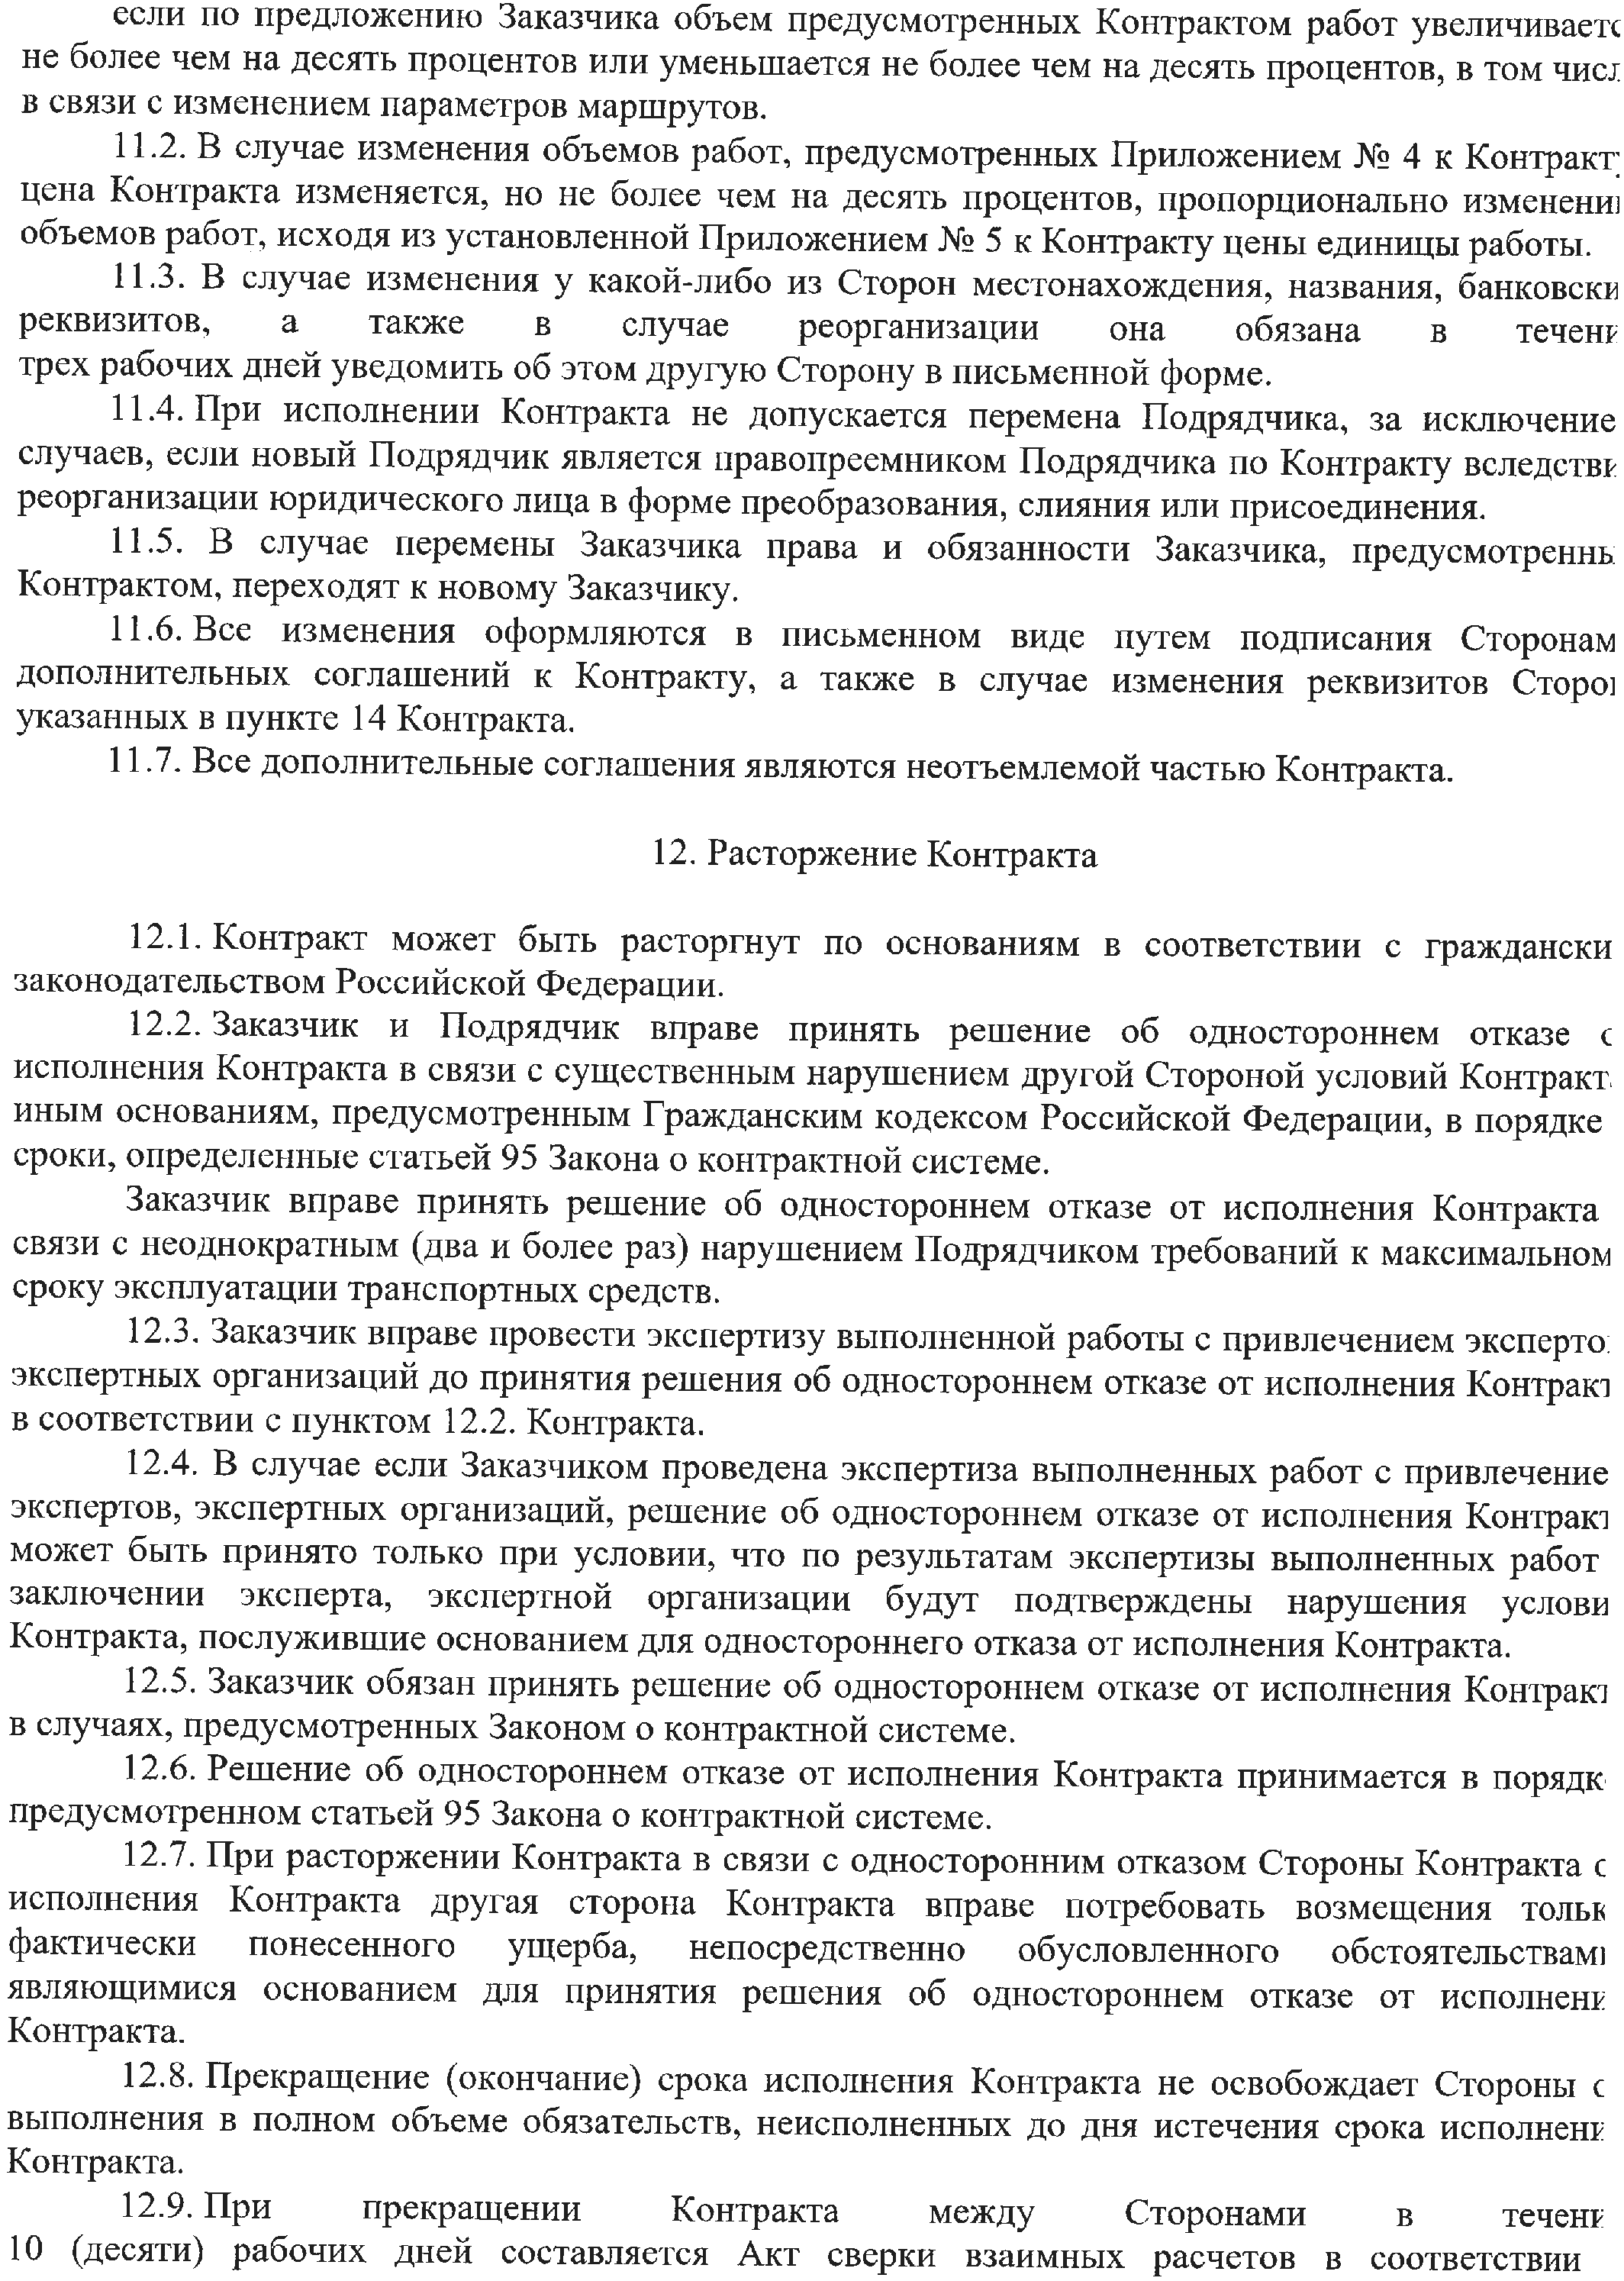 если по предложению Заказчика объем предусмотренных Контрактом работ увеличиваетс
не более чем на десять процентов или уменьшается не более чем на десять процентов, в том числ
в связи с изменением параметров маршрутов.
11.2. В случае изменения объемов работ, предусмотренных Приложением № 4 к Контракт
цена Контракта изменяется, но не более чем на десять процентов, пропорционально изменени
объемов работ, исходя из установленной Приложением № 5 к Контракту цены единицы работы.
11.3. В случае изменения у какой-либо из Сторон местонахождения, названия, банковски
реквизитов, а также в случае реорганизации она обязана в течени
трех рабочих дней уведомить об этом другую Сторону в письменной форме.
11.4. При исполнении Контракта не допускается перемена Подрядчика, за исключение
случаев, если новый Подрядчик является правопреемником Подрядчика по Контракту вследстви
реорганизации юридического лица в форме преобразования, слияния или присоединения.
11.5. В случае перемены Заказчика права и обязанности Заказчика, предусмотренны
Контрактом, переходят к новому Заказчику.
11.6. Все изменения оформляются в письменном виде путем подписания Сторонам
дополнительных соглашений к Контракту, а также в случае изменения реквизитов Сторо
указанных в пункте 14 Контракта.
11.7. Все дополнительные соглашения являются неотъемлемой частью Контракта.
12. Расторжение Контракта
12.1. Контракт может быть расторгнут по основаниям в соответствии с граждански
законодательством Российской Федерации.
12.2. Заказчик и Подрядчик вправе принять решение об одностороннем отказе о
исполнения Контракта в связи с существенным нарушением другой Стороной условий Контракт
иным основаниям, предусмотренным Гражданским кодексом Российской Федерации, в порядке
сроки, определенные статьей 95 Закона о контрактной системе.
Заказчик вправе принять решение об одностороннем отказе от исполнения Контракта
связи с неоднократным (два и более раз) нарушением Подрядчиком требований к максимальном
сроку эксплуатации транспортных средств.
12.3. Заказчик вправе провести экспертизу выполненной работы с привлечением эксперто
экспертных организаций до принятия решения об одностороннем отказе от исполнения Контракт
в соответствии с пунктом 12.2. Контракта.
12.4. В случае если Заказчиком проведена экспертиза выполненных работ с привлечение
экспертов, экспертных организаций, решение об одностороннем отказе от исполнения Контракт
может быть принято только при условии, что по результатам экспертизы выполненных работ
заключении эксперта, экспертной организации будут подтверждены нарушения услови
Контракта, послужившие основанием для одностороннего отказа от исполнения Контракта.
12.5. Заказчик обязан принять решение об одностороннем отказе от исполнения Контракт
в случаях, предусмотренных Законом о контрактной системе.
12.6. Решение об одностороннем отказе от исполнения Контракта принимается в порядк
предусмотренном статьей 95 Закона о контрактной системе.
12.7. При расторжении Контракта в связи с односторонним отказом Стороны Контракта о
исполнения Контракта другая сторона Контракта вправе потребовать возмещения тольк
фактически понесенного ущерба, непосредственно обусловленного обстоятельствам
являющимися основанием для принятия решения об одностороннем отказе от исполнени
Контракта.
12.8. Прекращение (окончание) срока исполнения Контракта не освобождает Стороны о
выполнения в полном объеме обязательств, неисполненных до дня истечения срока исполнени
Контракта.
12.9. При прекращении Контракта между Сторонами в течени
10 (десяти) рабочих дней составляется Акт сверки взаимных расчетов в соответствии